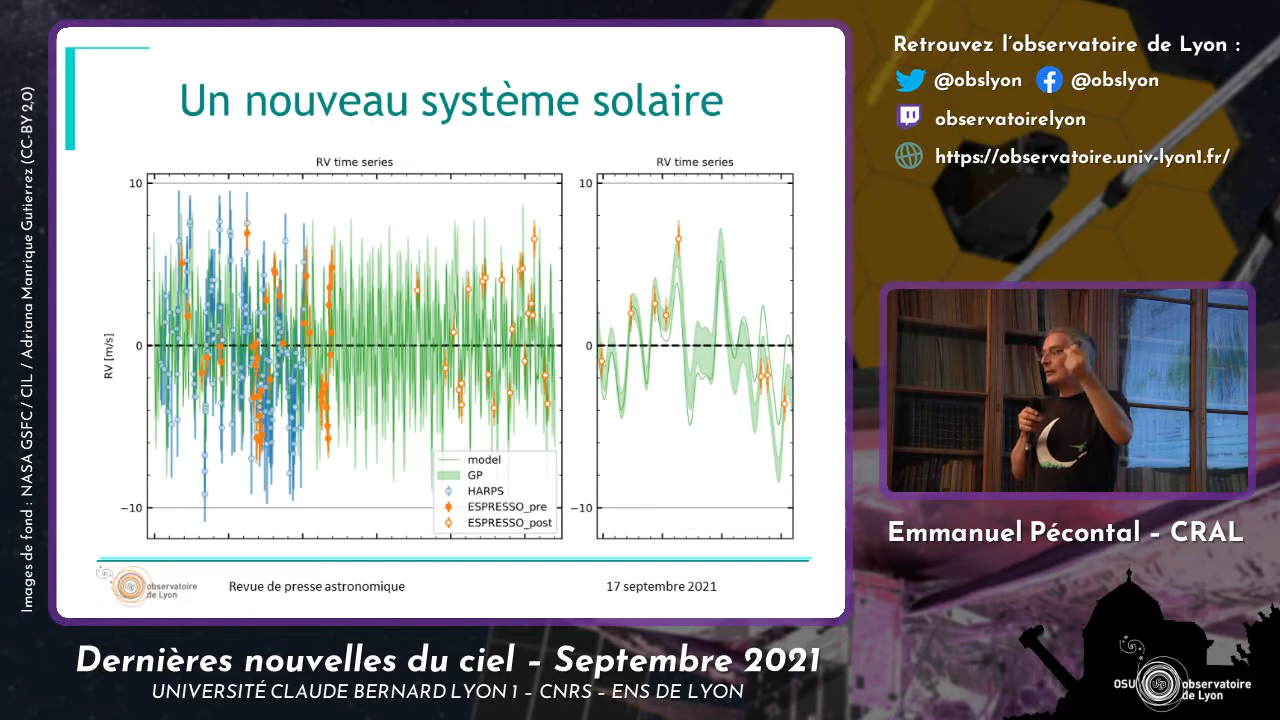 Images de fond : NASA GSFC / CIL / Adriana Manrique Gutierrez (CC-BY 2,0)
Un nouveau système solaire
RV time series
RV time series
10
0
−10
RV [m/s]
10
0
−10
model
GP
HARPS
ESPRESSO_pre
ESPRESSO_post
observatoire
de Lyon
Revue de presse astronomique
17 septembre 2021
Retrouvez l'observatoire de Lyon :
@obslyon @obslyon
observatoirelyon
https://observatoire.univ-lyon1.fr/
Emmanuel Pécontal – CRAL
Dernières nouvelles du ciel – Septembre 2021
UNIVERSITÉ CLAUDE BERNARD LYON 1 – CNRS – ENS DE LYON
OSU observatoire
de Lyon